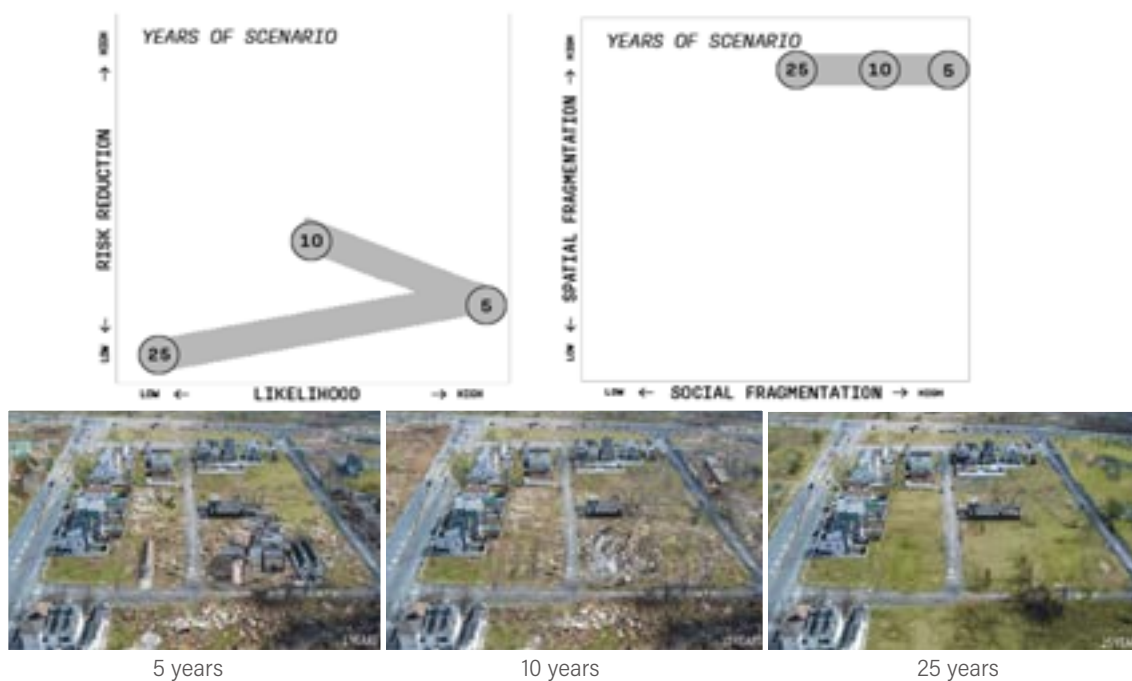 YEARS OF SCENARIO
HIGH
↑
RISK REDUCTION
↓
LOW
10
5
25
LOW ← LIKELIHOOD → HIGH
YEARS OF SCENARIO
HIGH
↑
SPATIAL FRAGMENTATION
↓
LOW
25 10 5
LOW ← SOCIAL FRAGMENTATION → HIGH
5 years
10 years
25 years